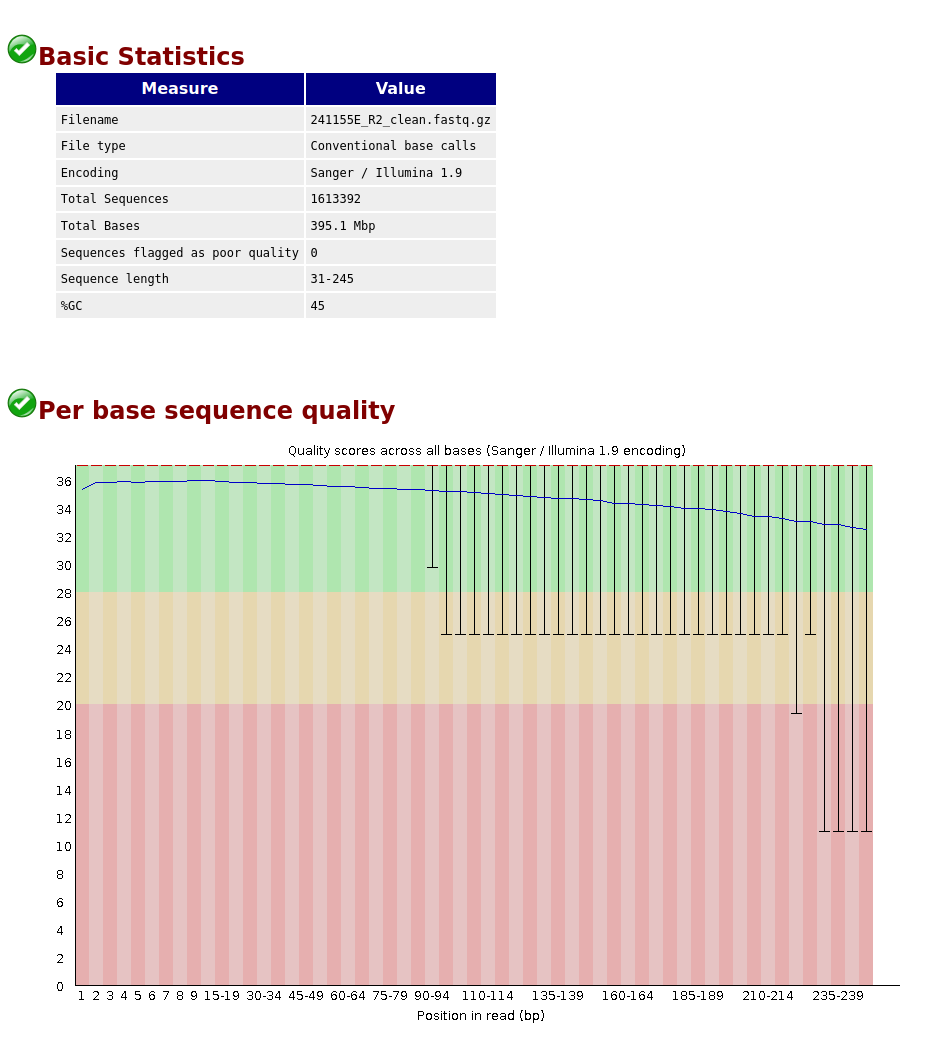 Basic Statistics
Measure Value
Filename 241155E_R2_clean.fastq.gz
File type Conventional base calls
Encoding Sanger / Illumina 1.9
Total Sequences 1613392
Total Bases 395.1 Mbp
Sequences flagged as poor quality 0
Sequence length 31-245
%GC 45
Per base sequence quality
Quality scores across all bases (Sanger / Illumina 1.9 encoding)
36
34
32
30
28
26
24
22
20
18
16
14
12
10
8
6
4
2
0
1 2 3 4 5 6 7 8 9 15-19 30-34 45-49 60-64 75-79 90-94 110-114 135-139 160-164 185-189 210-214 235-239
Position in read (bp)